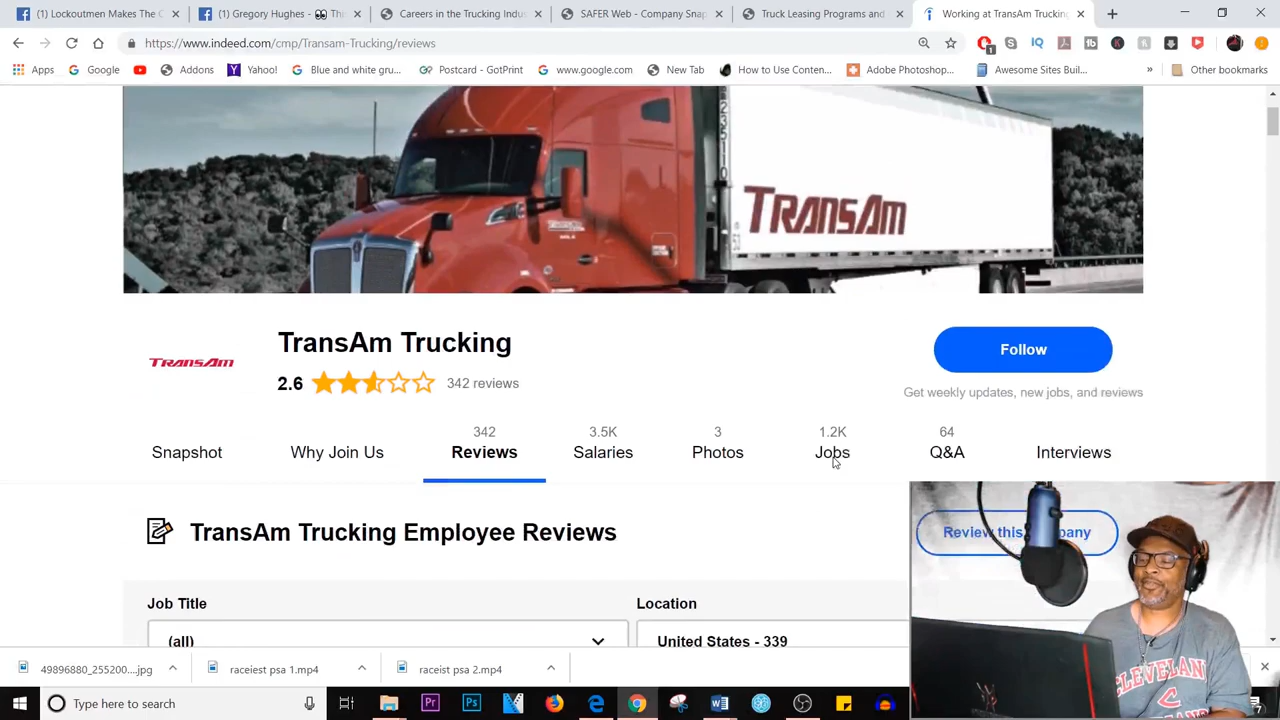 (1) Lockoutmen Makes The C
(1) Gregory Hughes - 👀 Th
Careers in the Trucking Indus
SAFER Web - Company Snap
Truck Leasing Programs and
Working at TransAm Trucking
https://www.indeed.com/cmp/Transam-Trucking/reviews
Apps
Google
Addons
Yahoo!
Blue and white gru...
Postcard - GotPrint
www.google.com
New Tab
How to Use Conten...
Adobe Photoshop...
Awesome Sites Buil...
»
Other bookmarks
TRANSAM
TRANSAM
TransAm Trucking
2.6
342 reviews
Follow
Get weekly updates, new jobs, and reviews
342
3.5K
3
1.2K
64
Snapshot
Why Join Us
Reviews
Salaries
Photos
Jobs
Q&A
Interviews
TransAm Trucking Employee Reviews
Review this
pany
Job Title
Location
(all)
United States - 339
CLEVELAND
49896880_255200....jpg
raceiest psa 1.mp4
raceist psa 2.mp4
Type here to search